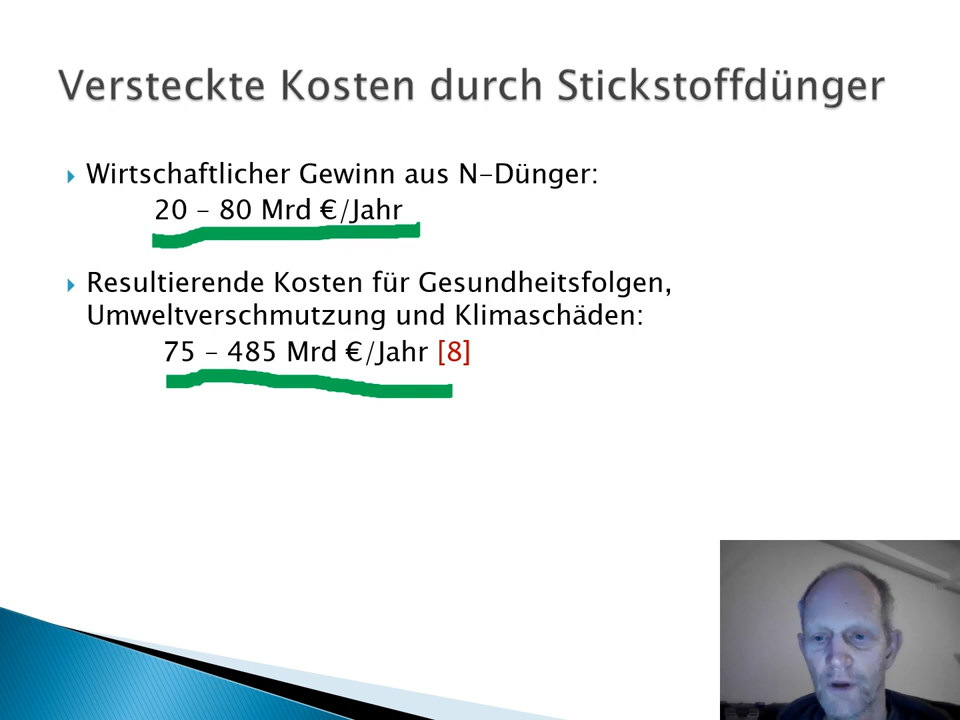 Versteckte Kosten durch Stickstoffdünger
Wirtschaftlicher Gewinn aus N-Dünger:
20 – 80 Mrd €/Jahr
Resultierende Kosten für Gesundheitsfolgen,
Umweltverschmutzung und Klimaschäden:
75 – 485 Mrd €/Jahr [8]